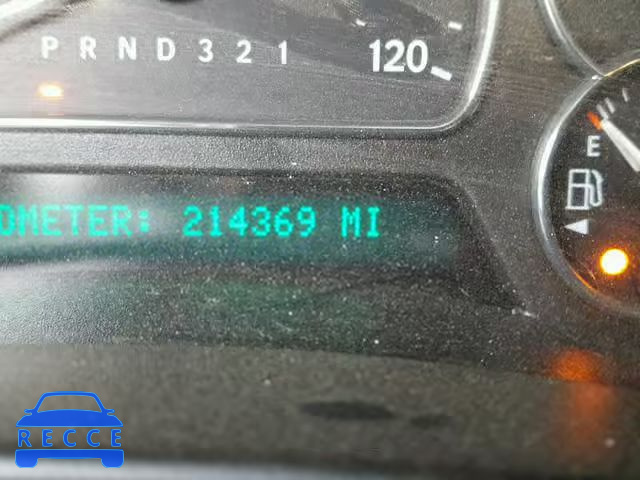 P R N D 3 2 1
120
E
OMETER: 214369 MI
RECCE